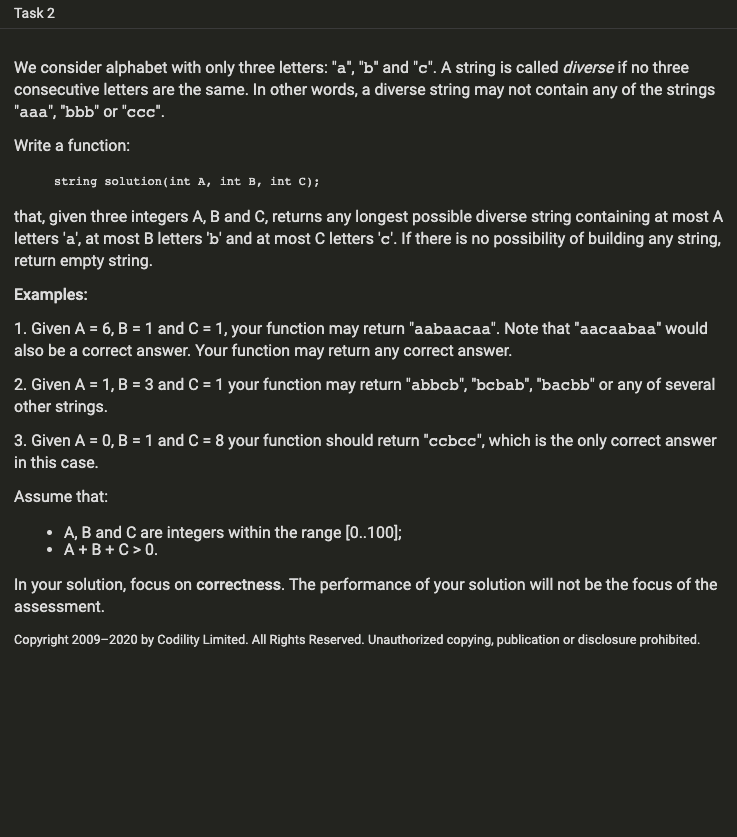 Task 2
We consider alphabet with only three letters: "a", "b" and "c". A string is called diverse if no three
consecutive letters are the same. In other words, a diverse string may not contain any of the strings
"aaa", "bbb" or "ccc".
Write a function:
string solution(int A, int B, int C);
that, given three integers A, B and C, returns any longest possible diverse string containing at most A
letters 'a', at most B letters 'b' and at most C letters 'c'. If there is no possibility of building any string,
return empty string.
Examples:
1. Given A = 6, B = 1 and C = 1, your function may return "aabaacaa". Note that "aacaabaa" would
also be a correct answer. Your function may return any correct answer.
2. Given A = 1, B = 3 and C = 1 your function may return "abbcb", "bcbab", "bacbb" or any of several
other strings.
3. Given A = 0, B = 1 and C = 8 your function should return "ccbcc", which is the only correct answer
in this case.
Assume that:
• A, B and C are integers within the range [0..100];
• A + B + C > 0.
In your solution, focus on correctness. The performance of your solution will not be the focus of the
assessment.
Copyright 2009–2020 by Codility Limited. All Rights Reserved. Unauthorized copying, publication or disclosure prohibited.